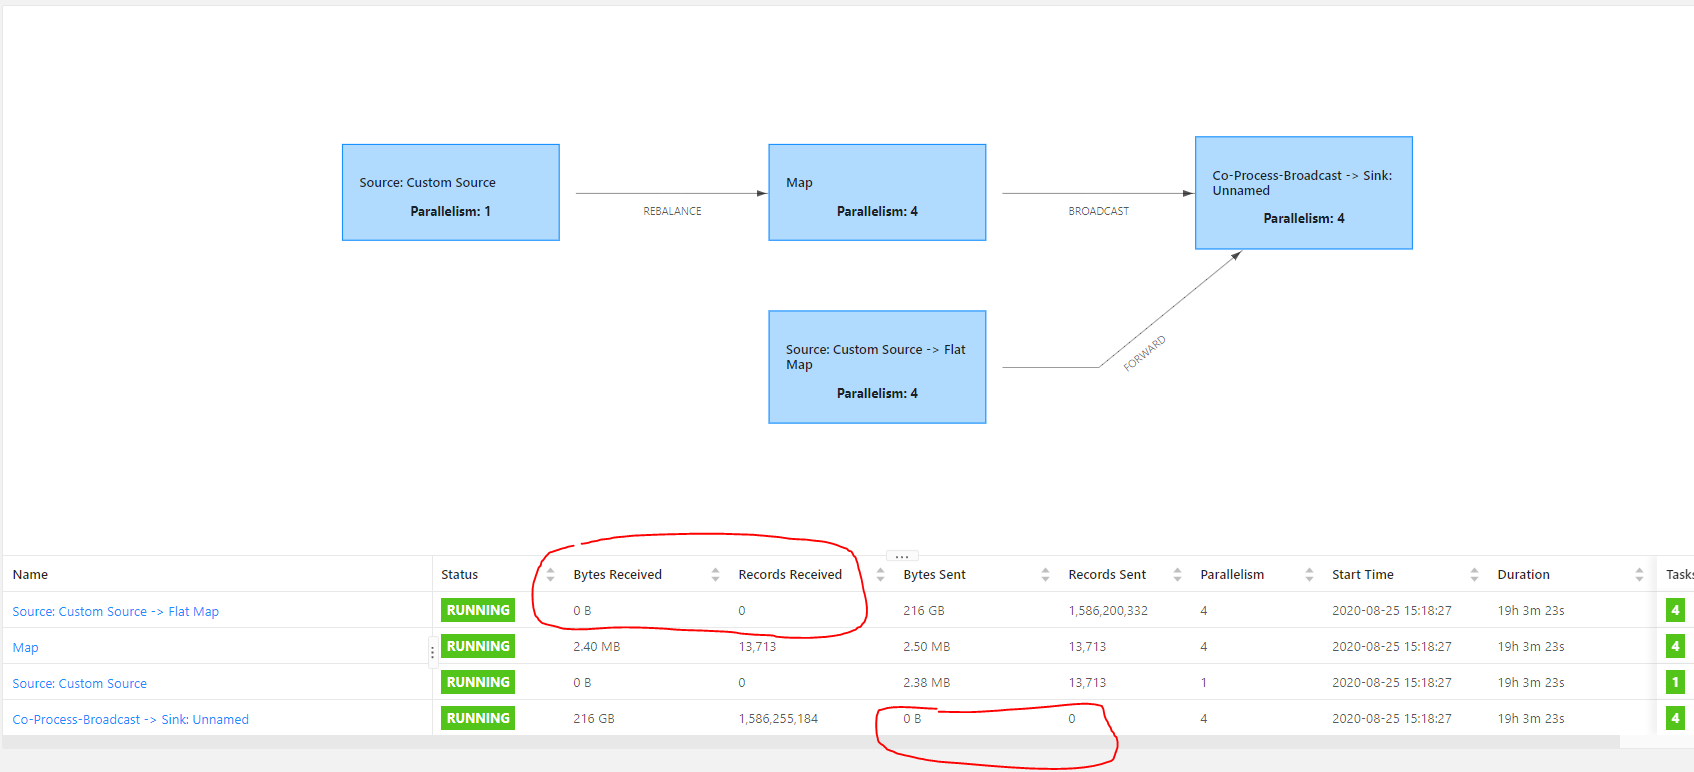 Source: Custom Source
Parallelism: 1
REBALANCE
Map
Parallelism: 4
BROADCAST
Co-Process-Broadcast -> Sink:
Unnamed
Parallelism: 4
Source: Custom Source -> Flat
Map
Parallelism: 4
FORWARD
Name Status Bytes Received Records Received Bytes Sent Records Sent Parallelism Start Time Duration Tasks
Source: Custom Source -> Flat Map RUNNING 0 B 0 216 GB 1,586,200,332 4 2020-08-25 15:18:27 19h 3m 23s 4
Map RUNNING 2.40 MB 13,713 2.50 MB 13,713 4 2020-08-25 15:18:27 19h 3m 23s 4
Source: Custom Source RUNNING 0 B 0 2.38 MB 13,713 1 2020-08-25 15:18:27 19h 3m 23s 1
Co-Process-Broadcast -> Sink: Unnamed RUNNING 216 GB 1,586,255,184 0 B 0 4 2020-08-25 15:18:27 19h 3m 23s 4